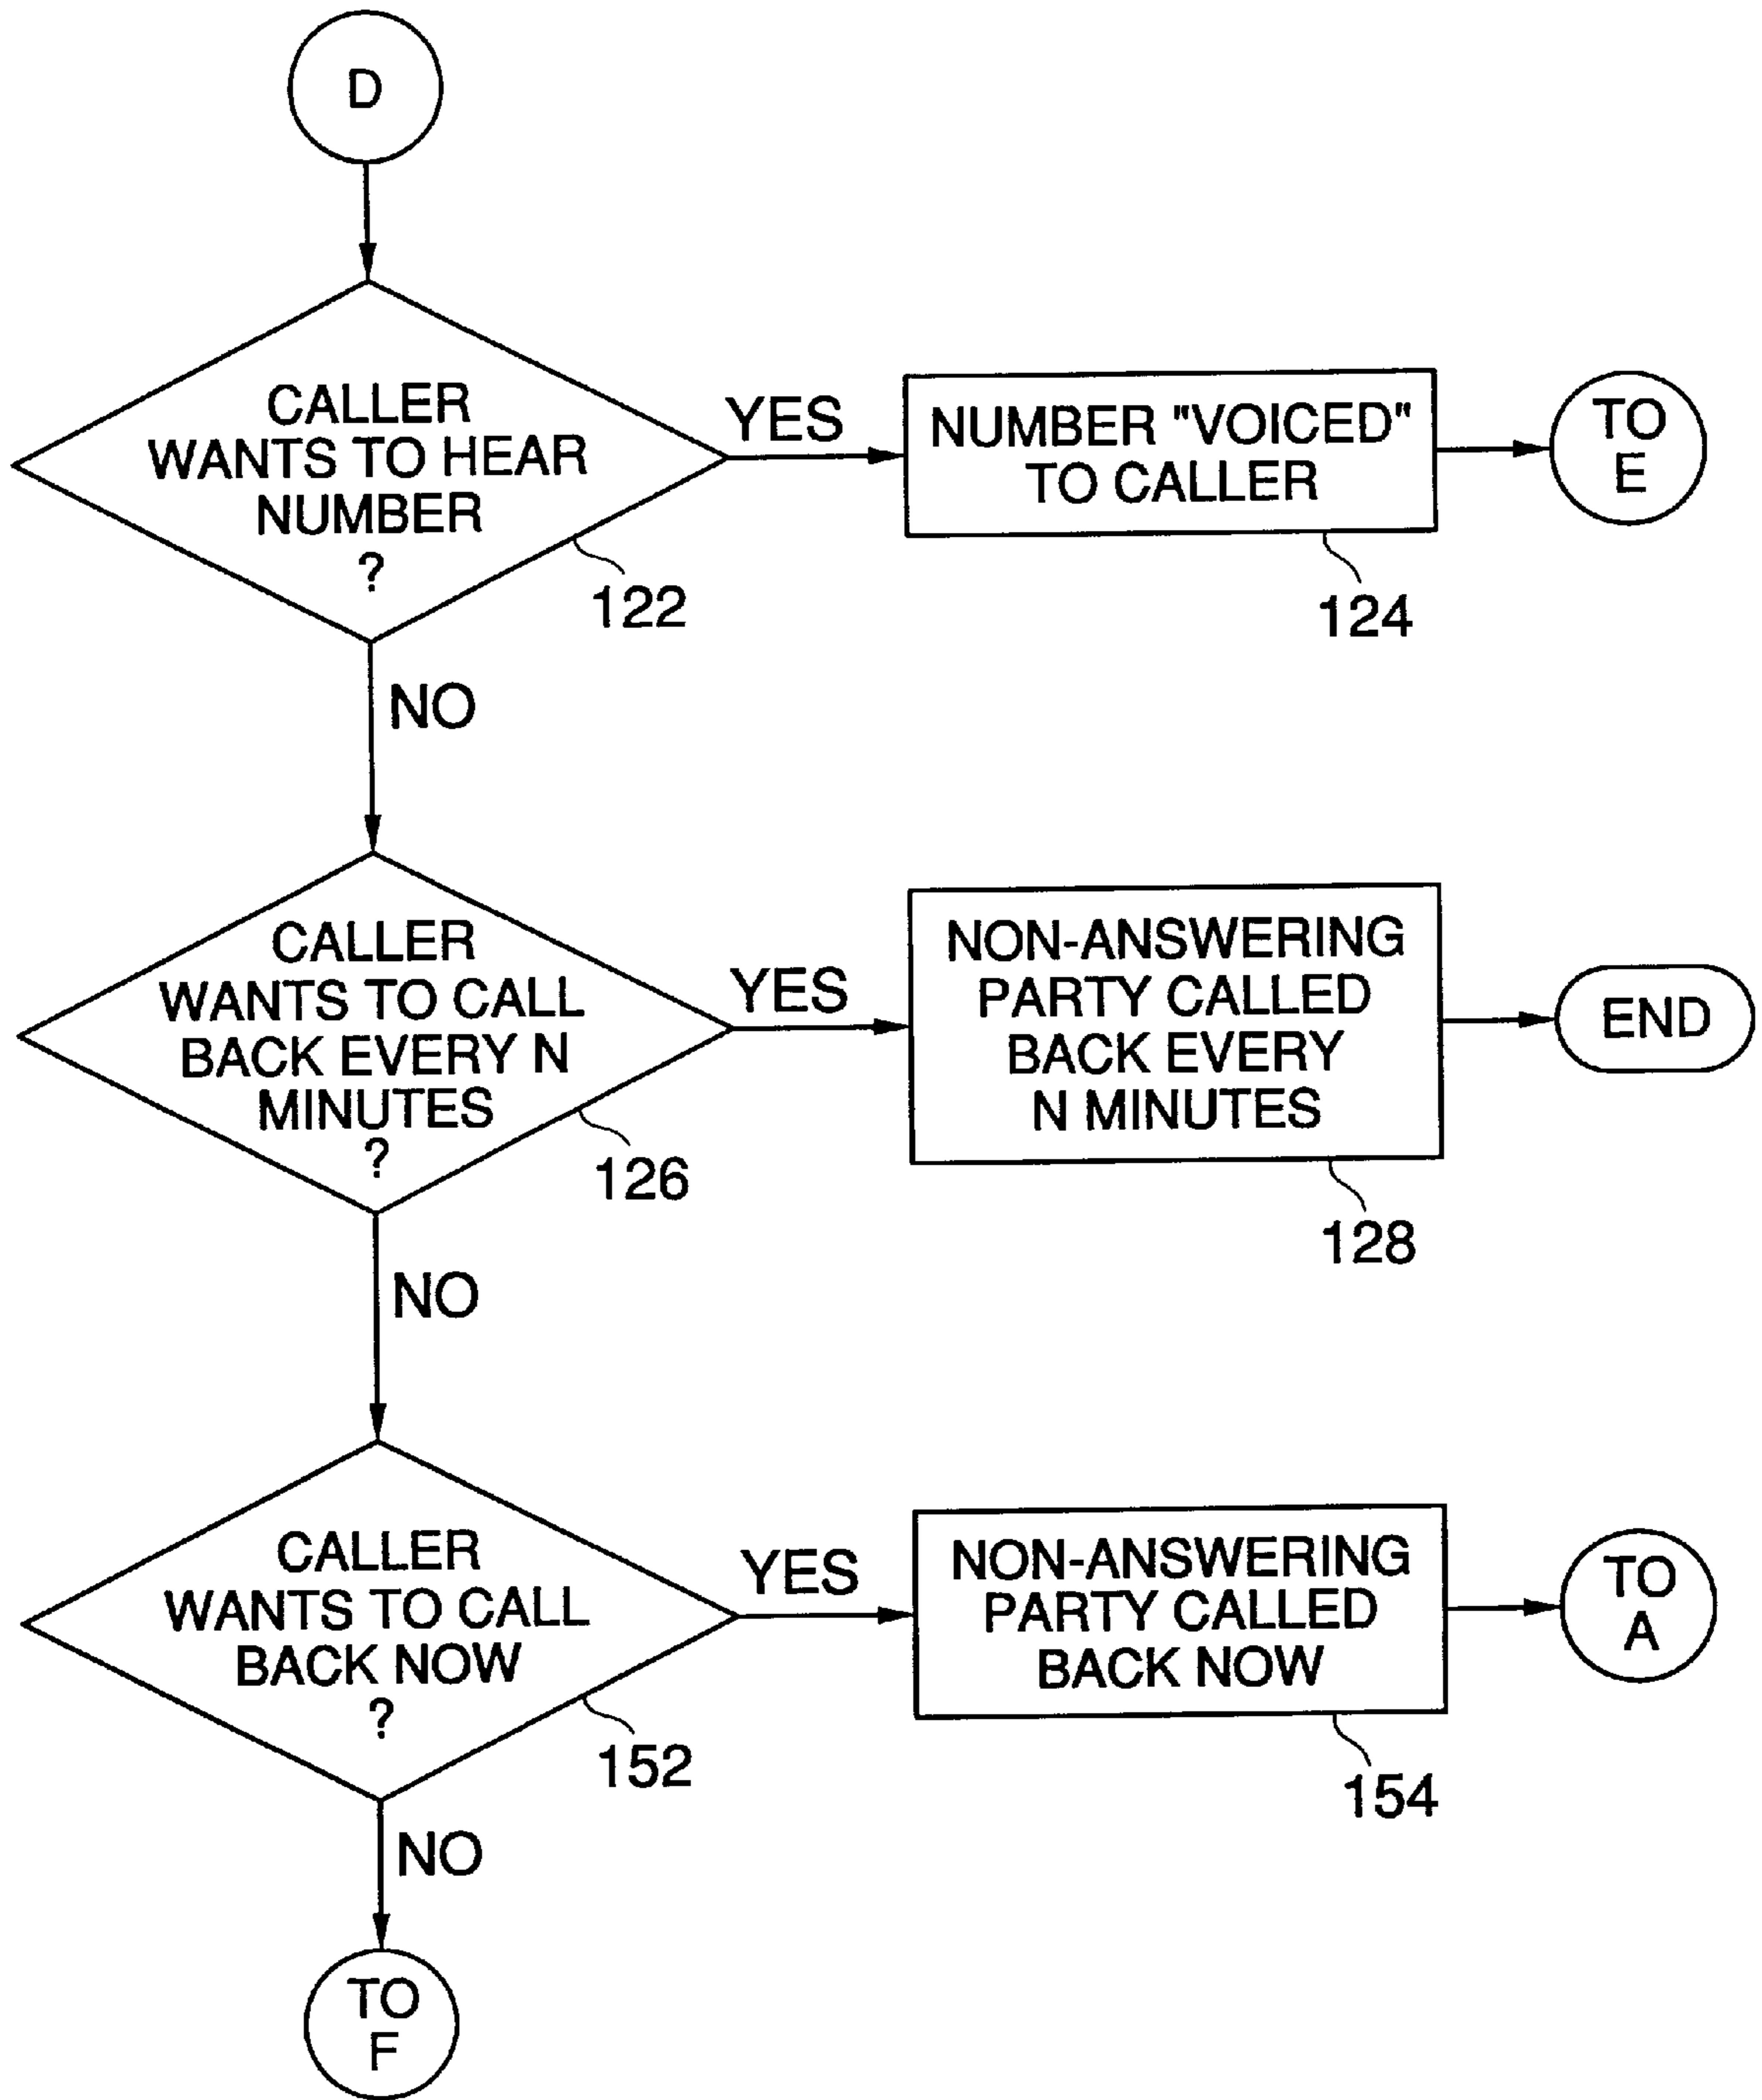 D
CALLER
WANTS TO HEAR
NUMBER
?
YES
NUMBER "VOICED"
TO CALLER
TO
E
122
124
NO
CALLER
WANTS TO CALL
BACK EVERY N
MINUTES
?
YES
NON-ANSWERING
PARTY CALLED
BACK EVERY
N MINUTES
END
126
128
NO
CALLER
WANTS TO CALL
BACK NOW
?
YES
NON-ANSWERING
PARTY CALLED
BACK NOW
TO
A
152
154
NO
TO
F